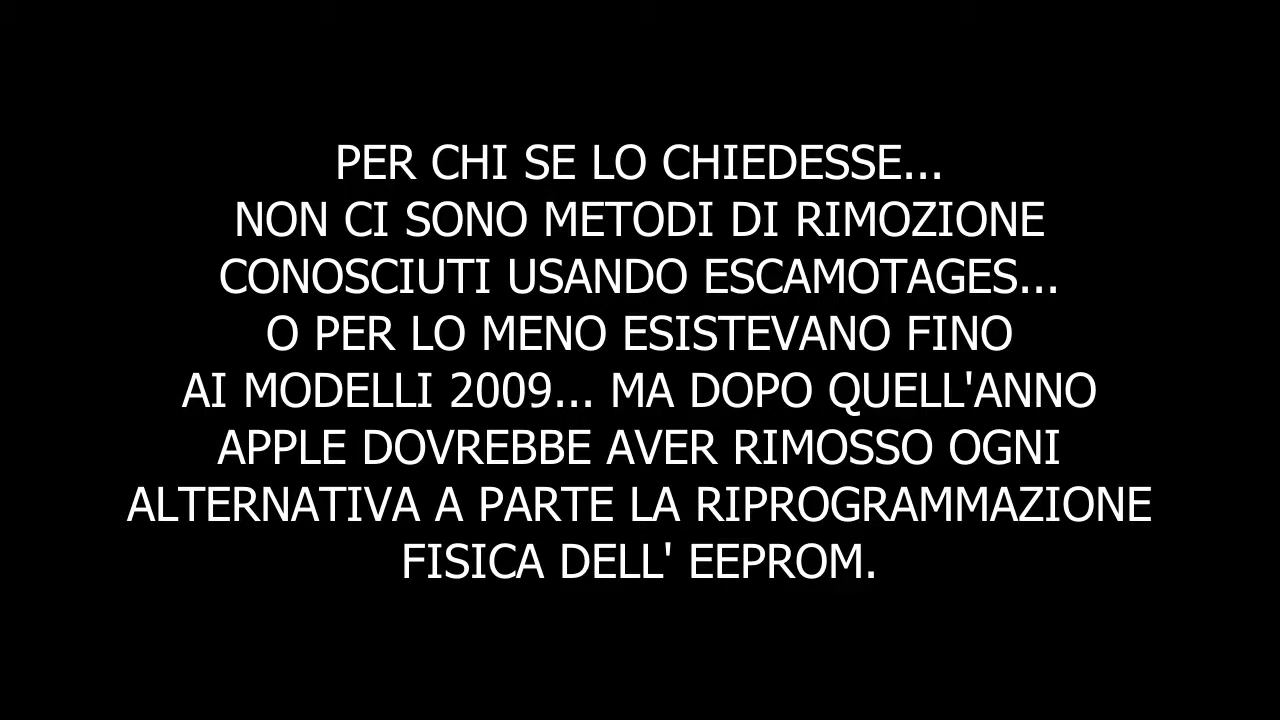 PER CHI SE LO CHIEDESSE...
NON CI SONO METODI DI RIMOZIONE
CONOSCIUTI USANDO ESCAMOTAGES...
O PER LO MENO ESISTEVANO FINO
AI MODELLI 2009... MA DOPO QUELL'ANNO
APPLE DOVREBBE AVER RIMOSSO OGNI
ALTERNATIVA A PARTE LA RIPROGRAMMAZIONE
FISICA DELL' EEPROM.